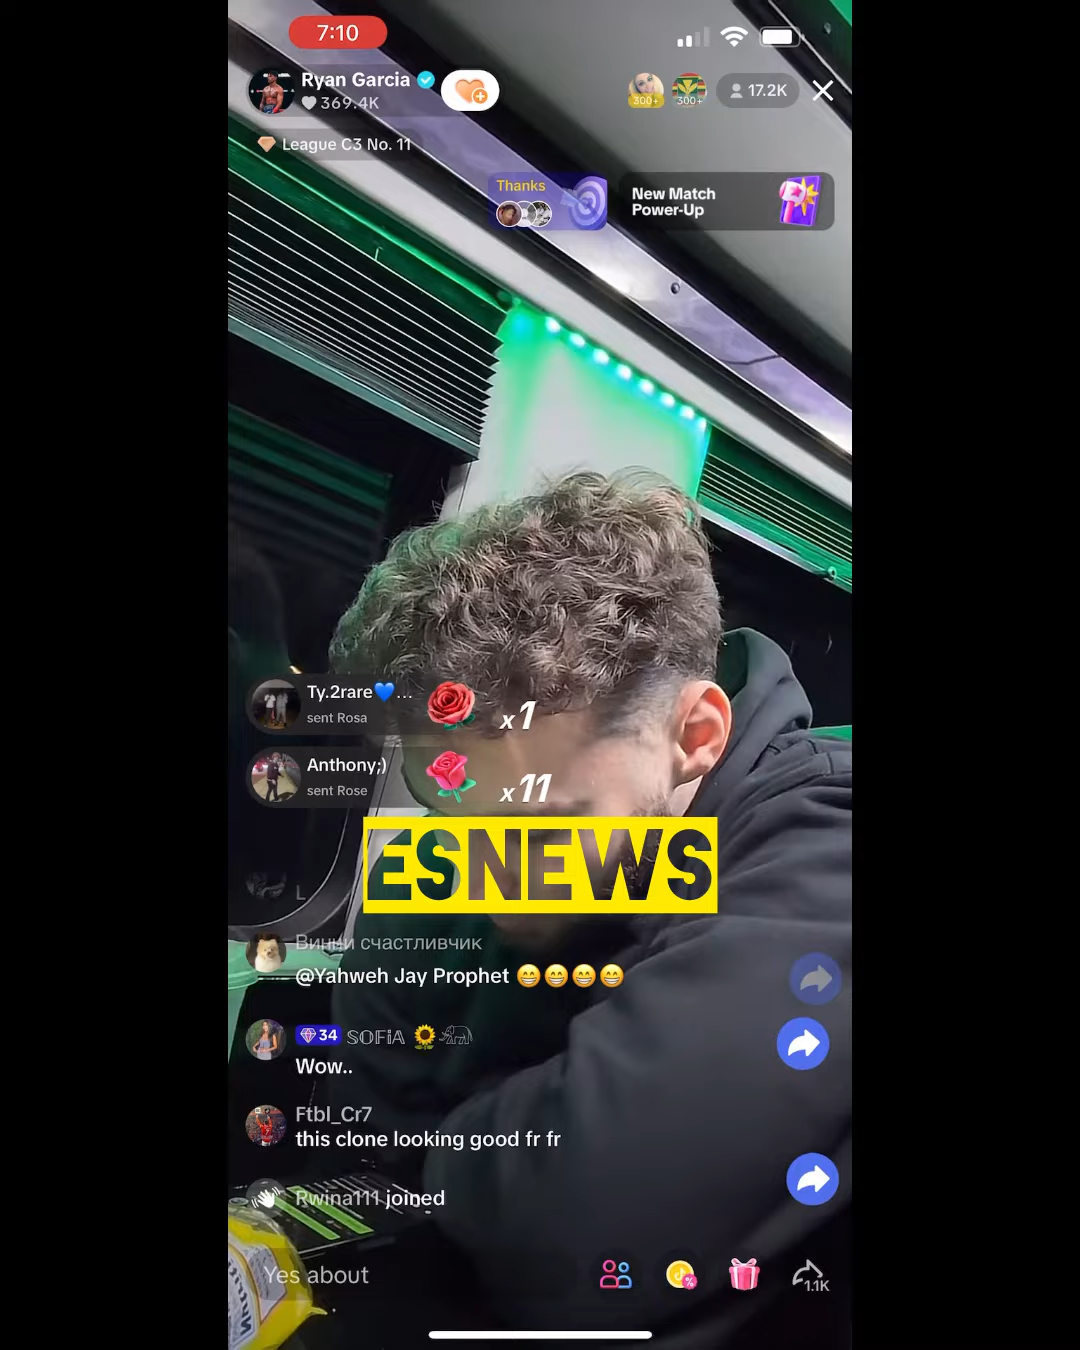 7:10
Ryan Garcia
369.4K
300+
300+
17.2K
League C3 No. 11
Thanks
New Match
Power-Up
Ty.2rare💙...
sent Rosa
x1
Anthony;)
sent Rose
x11
ESNEWS
L
Винни счастливчик
@Yahweh Jay Prophet 😁😁😁😁
34 SOFiA 🌻🐘
Wow..
Ftbl_Cr7
this clone looking good fr fr
Rwina111 joined
Yes about
1.1K